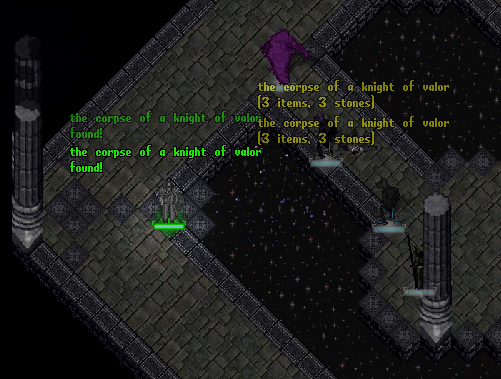 the corpse of a knight of valor
(3 items, 3 stones)
the corpse of a knight of valor
found!
the corpse of a knight of valor
(3 items, 3 stones)
the corpse of a knight of valor
found!